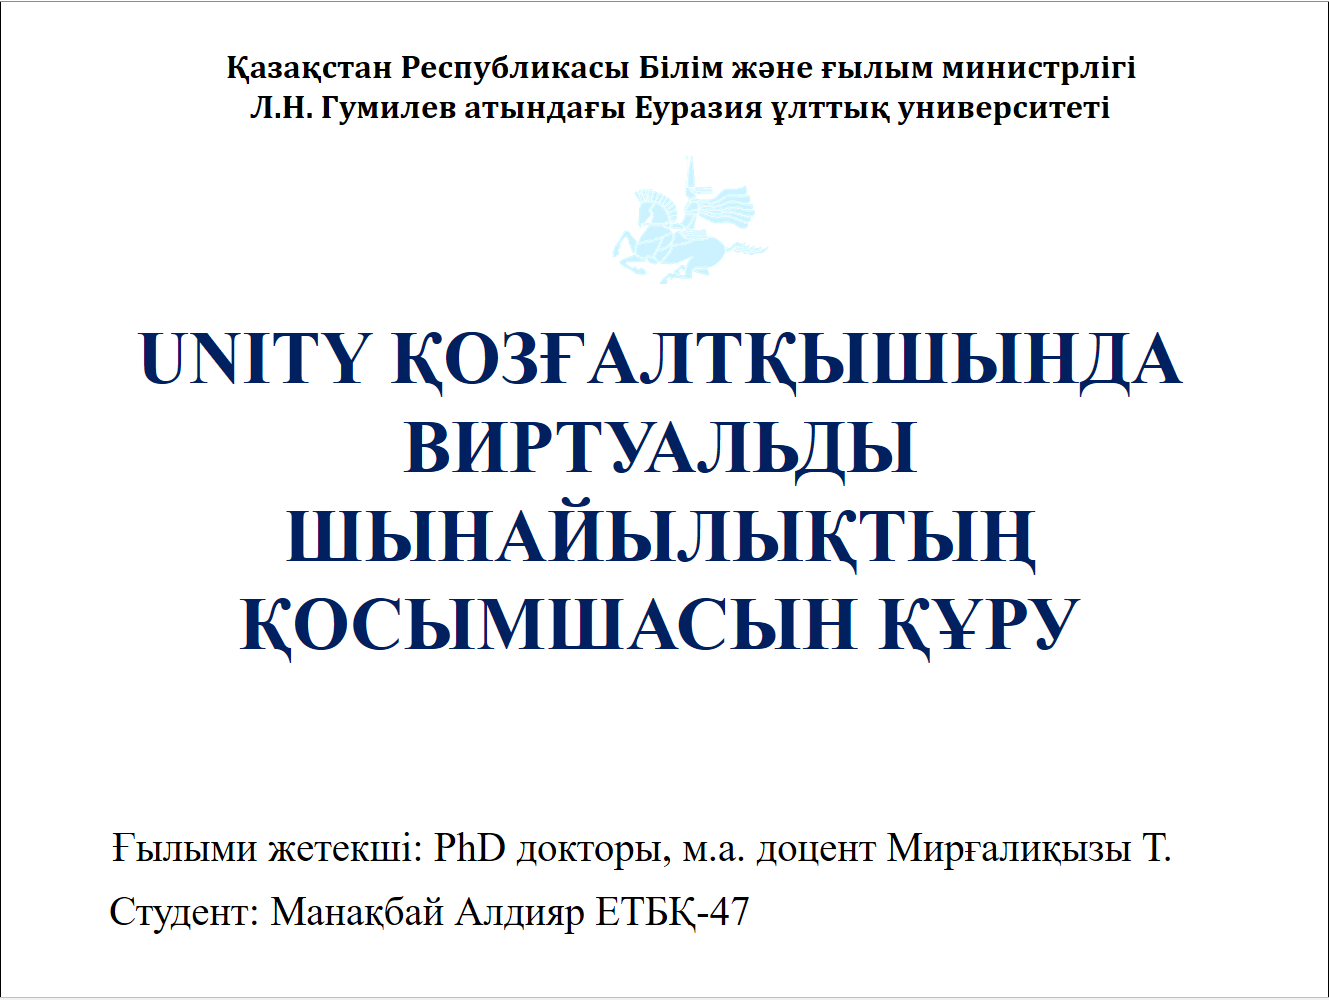 Қазақстан Республикасы Білім және ғылым министрлігі
Л.Н. Гумилев атындағы Еуразия ұлттық университеті
UNITY ҚОЗҒАЛТҚЫШЫНДА
ВИРТУАЛЬДЫ
ШЫНАЙЫЛЫҚТЫҢ
ҚОСЫМШАСЫН ҚҰРУ
Ғылыми жетекші: PhD докторы, м.а. доцент Мирғалиқызы Т.
Студент: Манақбай Алдияр ЕТБҚ-47